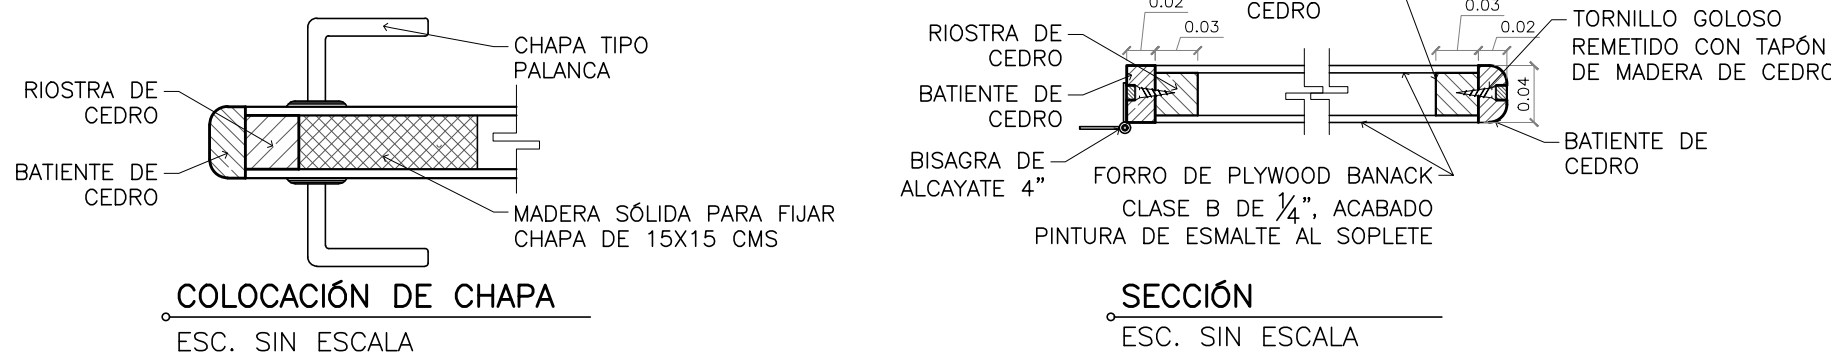 CHAPA TIPO
PALANCA
RIOSTRA DE
CEDRO
BATIENTE DE
CEDRO
MADERA SÓLIDA PARA FIJAR
CHAPA DE 15X15 CMS
COLOCACIÓN DE CHAPA
ESC. SIN ESCALA
0.02
0.03
CEDRO
0.03
0.02
RIOSTRA DE
CEDRO
BATIENTE DE
CEDRO
BISAGRA DE
ALCAYATE 4"
TORNILLO GOLOSO
REMETIDO CON TAPÓN
DE MADERA DE CEDRO
0.04
BATIENTE DE
CEDRO
FORRO DE PLYWOOD BANACK
CLASE B DE 1/4", ACABADO
PINTURA DE ESMALTE AL SOPLETE
SECCIÓN
ESC. SIN ESCALA